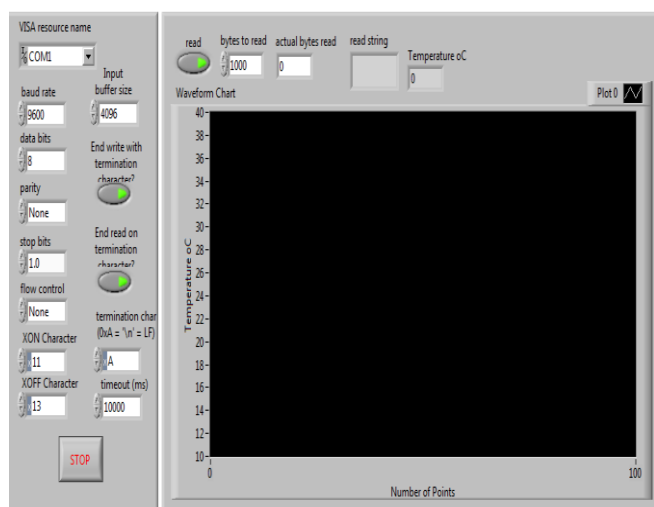 VISA resource name
COM1
Input
buffer size
baud rate
9600
4096
data bits
8
End write with
termination
character?
parity
None
stop bits
1.0
End read on
termination
character?
flow control
None
termination char
(0xA = '\n' = LF)
XON Character
11
A
XOFF Character
13
timeout (ms)
10000
STOP
read
bytes to read
1000
actual bytes read
0
read string
Temperature oC
0
Waveform Chart
Plot 0
40
38
36
34
32
30
28
26
24
22
20
18
16
14
12
10
Temperature oC
0
100
Number of Points